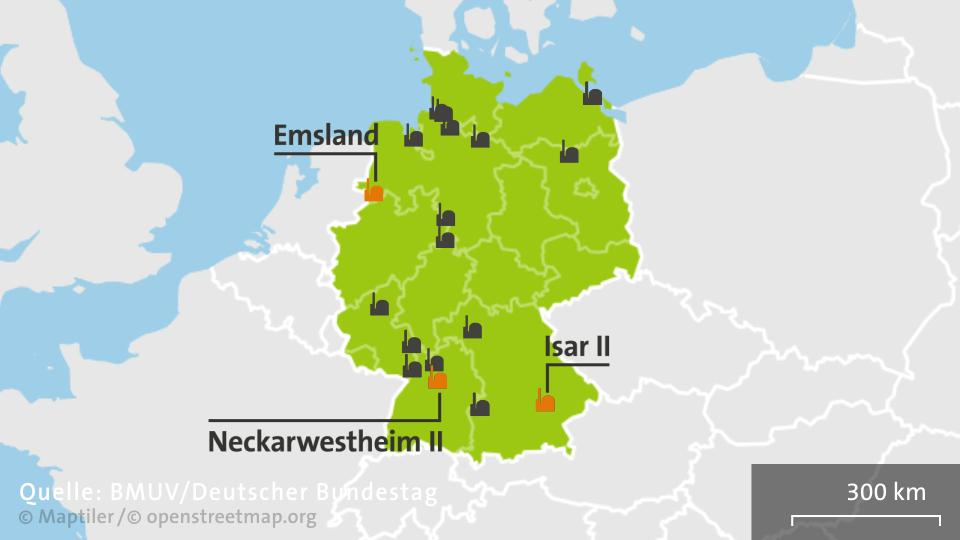 Emsland
Isar II
Neckarwestheim II
Quelle: BMUV/Deutscher Bundestag
© Maptiler/© openstreetmap.org
300 km